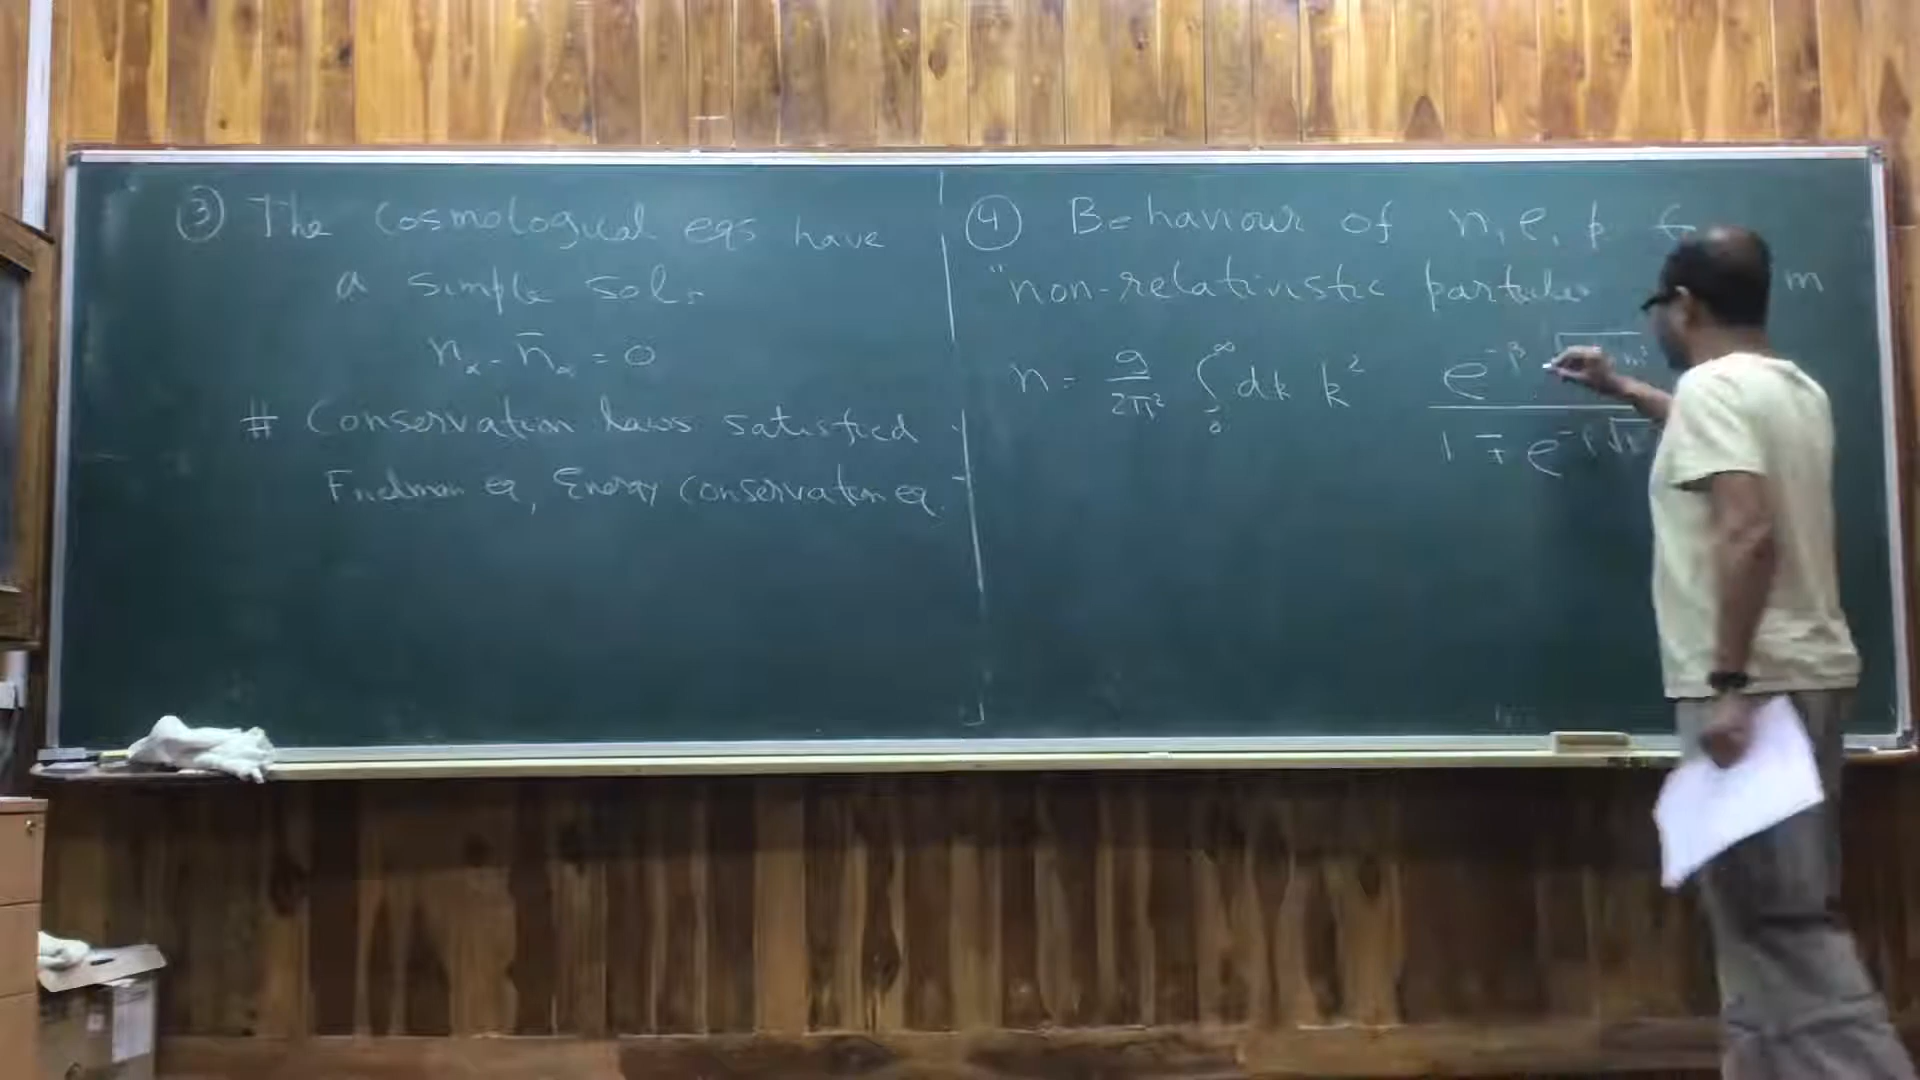 ③ The Cosmological eqs have
a simple sol.
n_α - n̄_α = 0
# Conservation laws satisfied
Friedman eq, Energy conservation eq.
④ Behaviour of n, ρ, p
"non-relativistic particles m
n = g/2π² ∫₀^∞ dk k² e^{-β√ m²} / 1 ∓ e^{-β√k